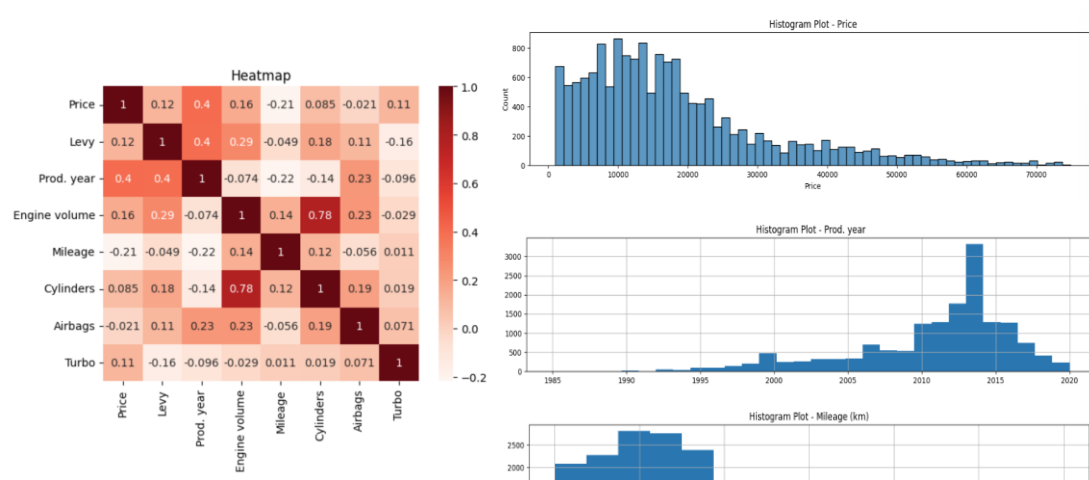 Heatmap
Price 1 0.12 0.4 0.16 -0.21 0.085 -0.021 0.11
Levy 0.12 1 0.4 0.29 -0.049 0.18 0.11 -0.16
Prod. year 0.4 0.4 1 -0.074 -0.22 -0.14 0.23 -0.096
Engine volume 0.16 0.29 -0.074 1 0.14 0.78 0.23 -0.029
Mileage -0.21 -0.049 -0.22 0.14 1 0.12 -0.056 0.011
Cylinders 0.085 0.18 -0.14 0.78 0.12 1 0.19 0.019
Airbags -0.021 0.11 0.23 0.23 -0.056 0.19 1 0.071
Turbo 0.11 -0.16 -0.096 -0.029 0.011 0.019 0.071 1
Price Levy Prod. year Engine volume Mileage Cylinders Airbags Turbo
1.0
0.8
0.6
0.4
0.2
0.0
−0.2
Histogram Plot - Price
Count
800
600
400
200
0
0 10000 20000 30000 40000 50000 60000 70000
Price
Histogram Plot - Prod. year
3000
2500
2000
1500
1000
500
0
1985 1990 1995 2000 2005 2010 2015 2020
Histogram Plot - Mileage (km)
2500
2000